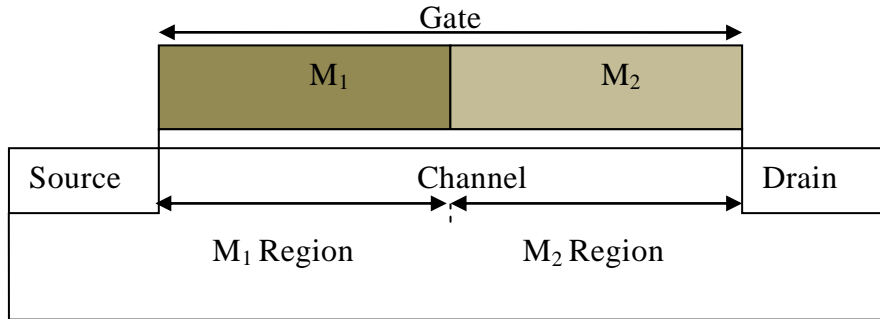 Gate
M₁ M₂
Source Channel Drain
M₁ Region M₂ Region